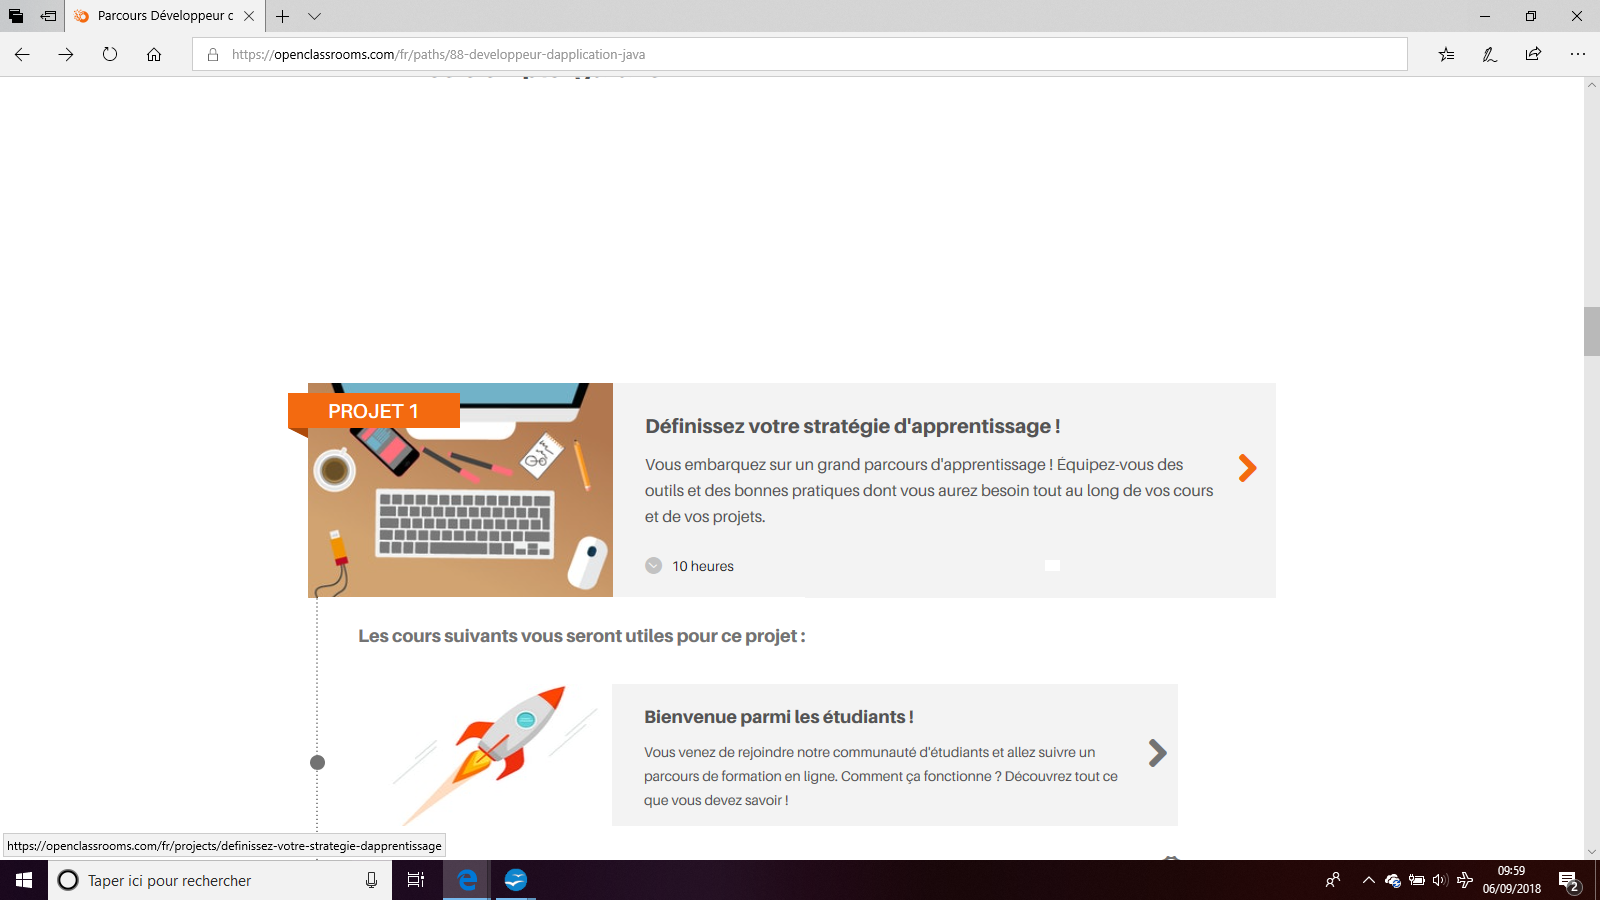 Parcours Développeur c
https://openclassrooms.com/fr/paths/88-developpeur-dapplication-java
PROJET 1
Définissez votre stratégie d'apprentissage !
Vous embarquez sur un grand parcours d'apprentissage ! Équipez-vous des
outils et des bonnes pratiques dont vous aurez besoin tout au long de vos cours
et de vos projets.
10 heures
Les cours suivants vous seront utiles pour ce projet :
Bienvenue parmi les étudiants !
Vous venez de rejoindre notre communauté d'étudiants et allez suivre un
parcours de formation en ligne. Comment ça fonctionne ? Découvrez tout ce
que vous devez savoir !
https://openclassrooms.com/fr/projects/definissez-votre-strategie-dapprentissage
Taper ici pour rechercher
09:59
06/09/2018
2